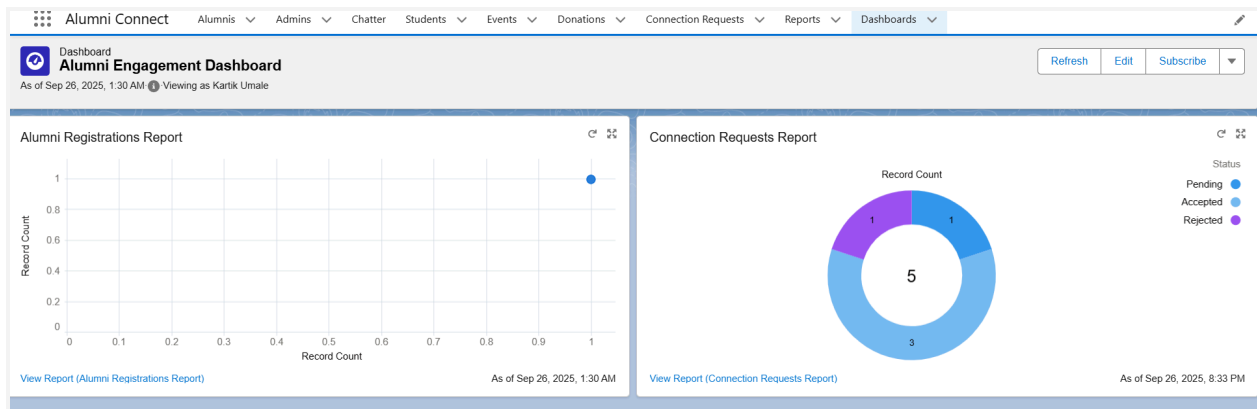 Alumni Connect Alumnis Admins Chatter Students Events Donations Connection Requests Reports Dashboards
Dashboard
Alumni Engagement Dashboard
As of Sep 26, 2025, 1:30 AM Viewing as Kartik Umale
Refresh Edit Subscribe
Alumni Registrations Report
Record Count
1
0.8
0.6
0.4
0.2
0
0 0.1 0.2 0.3 0.4 0.5 0.6 0.7 0.8 0.9 1
Record Count
View Report (Alumni Registrations Report) As of Sep 26, 2025, 1:30 AM
Connection Requests Report
Status
Pending
Accepted
Rejected
Record Count
1 1
5
3
View Report (Connection Requests Report) As of Sep 26, 2025, 8:33 PM